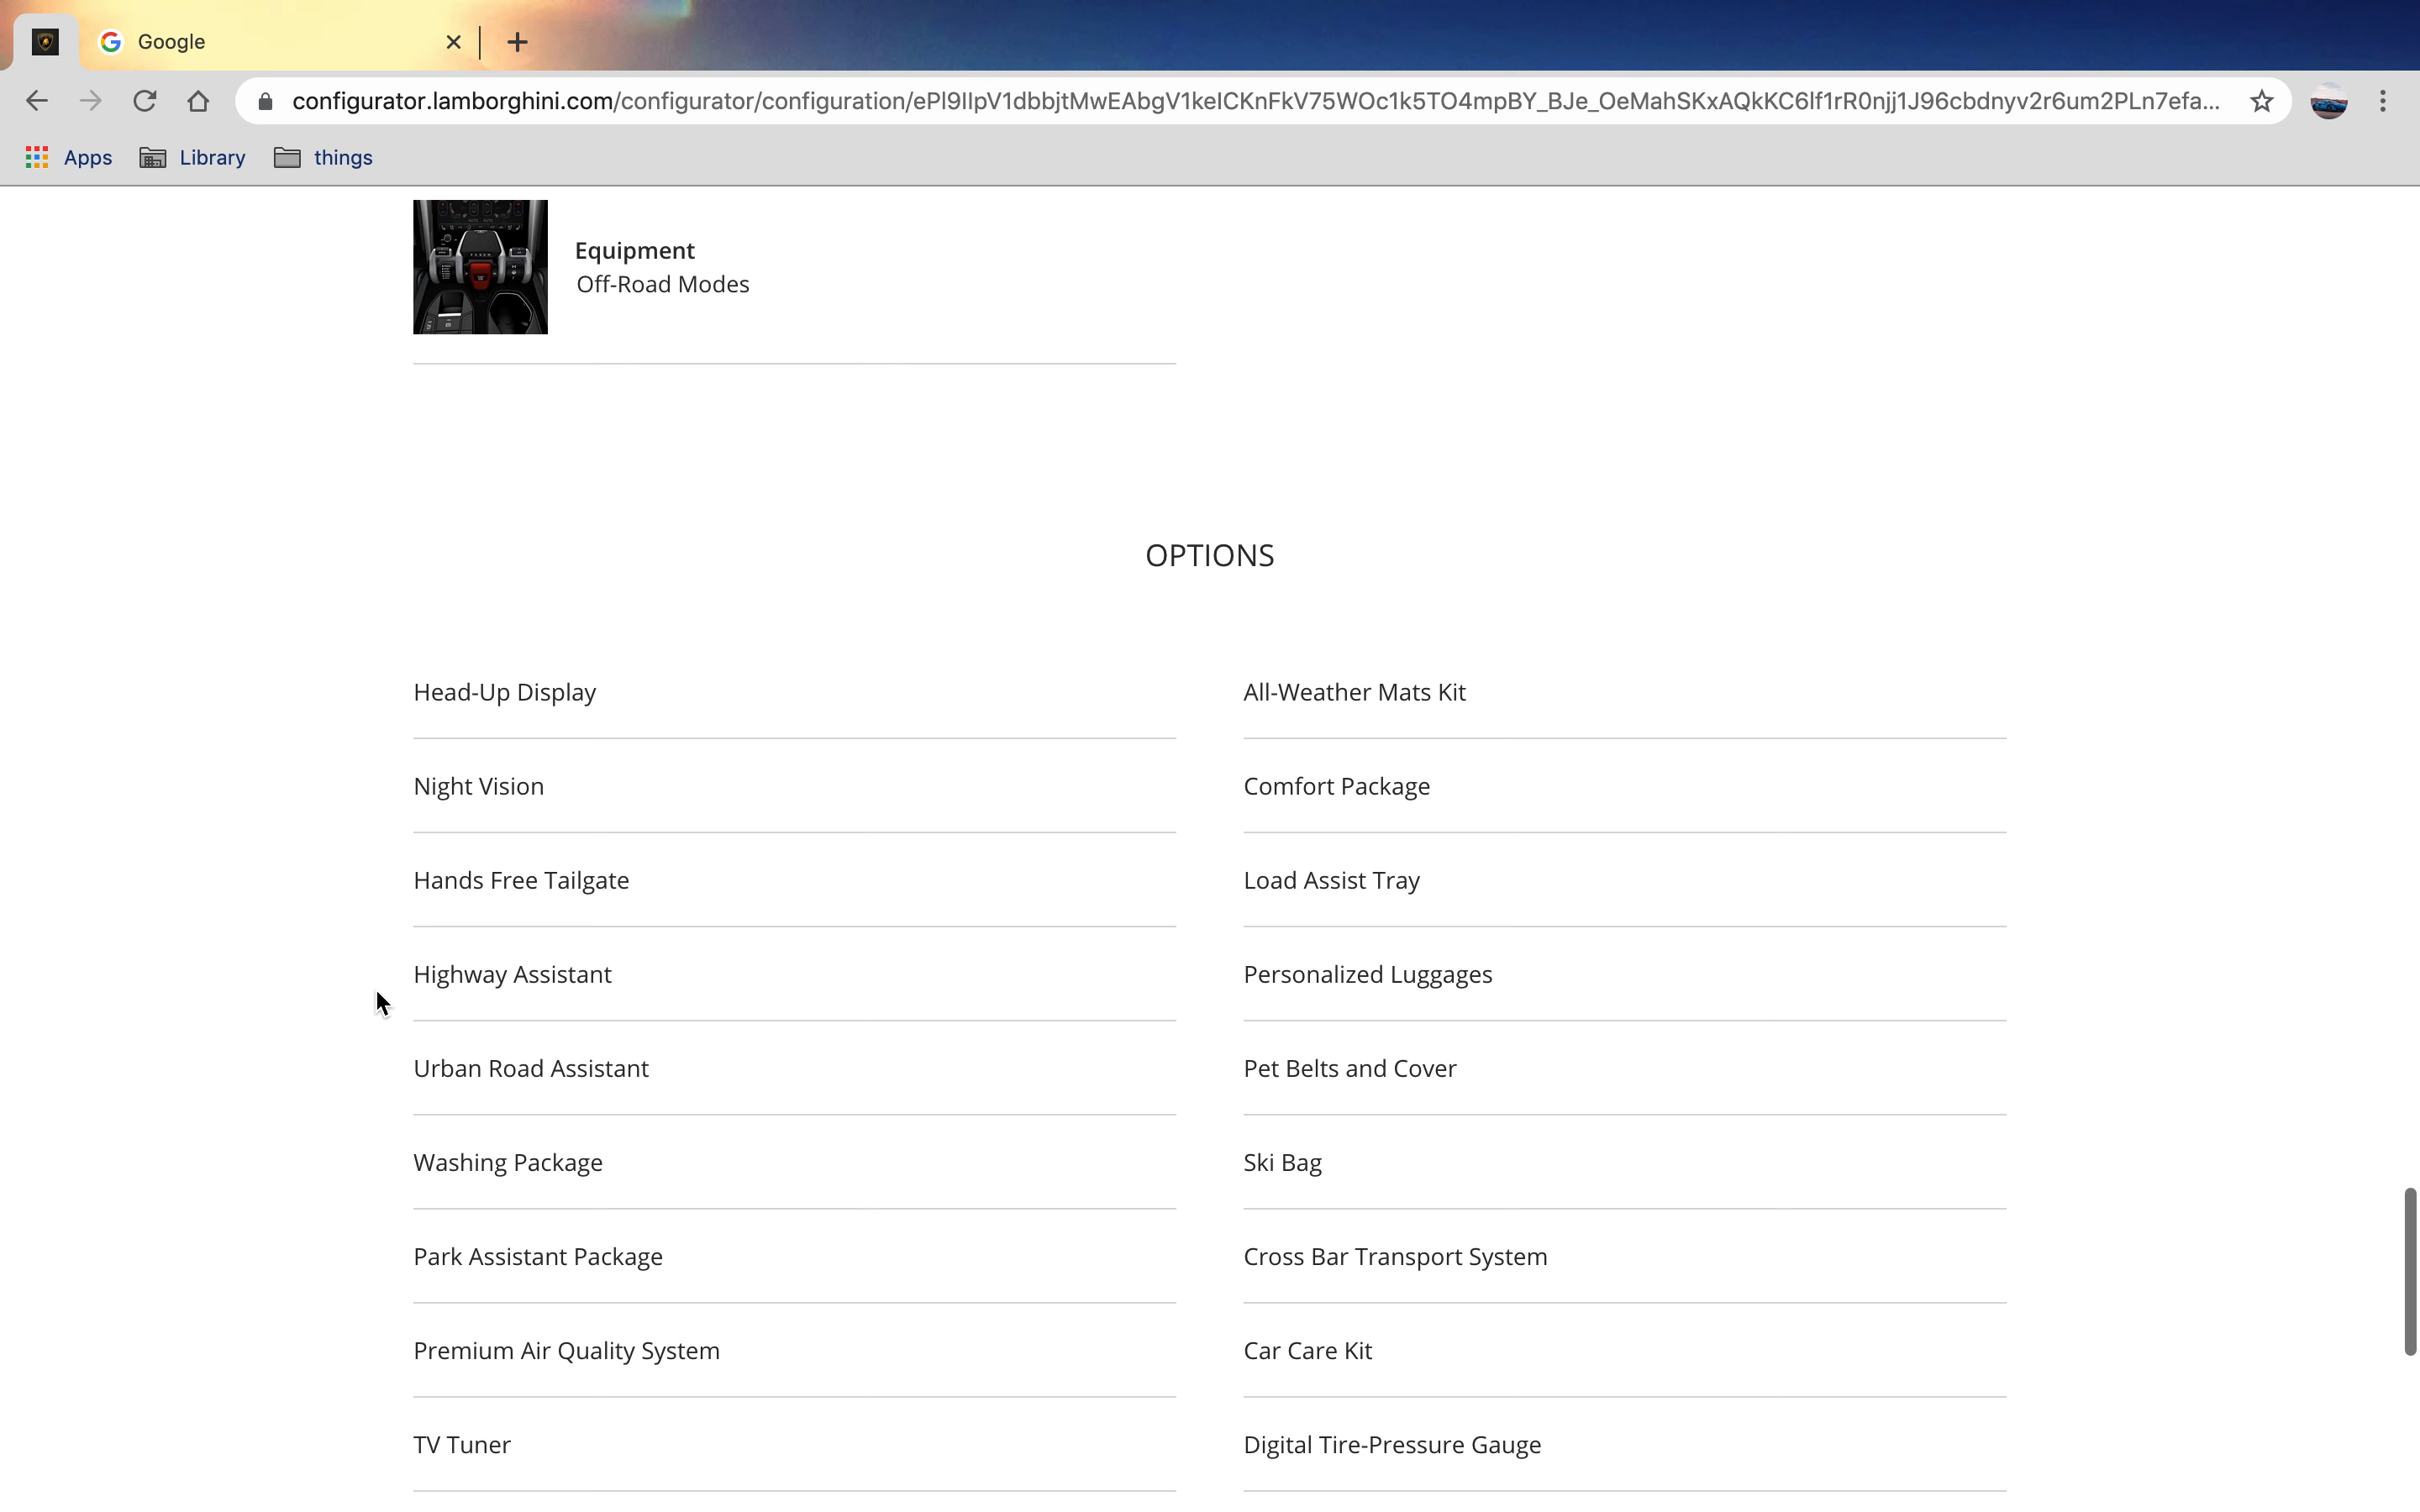 Google
configurator.lamborghini.com/configurator/configuration/ePl9IIpV1dbbjtMwEAbgV1keICKnFkV75WOc1k5TO4mpBY_BJe_OeMahSKxAQkKC6lf1rR0njj1J96cbdnyv2r6um2PLn7efa...
Apps Library things
Equipment
Off-Road Modes
OPTIONS
Head-Up Display
All-Weather Mats Kit
Night Vision
Comfort Package
Hands Free Tailgate
Load Assist Tray
Highway Assistant
Personalized Luggages
Urban Road Assistant
Pet Belts and Cover
Washing Package
Ski Bag
Park Assistant Package
Cross Bar Transport System
Premium Air Quality System
Car Care Kit
TV Tuner
Digital Tire-Pressure Gauge